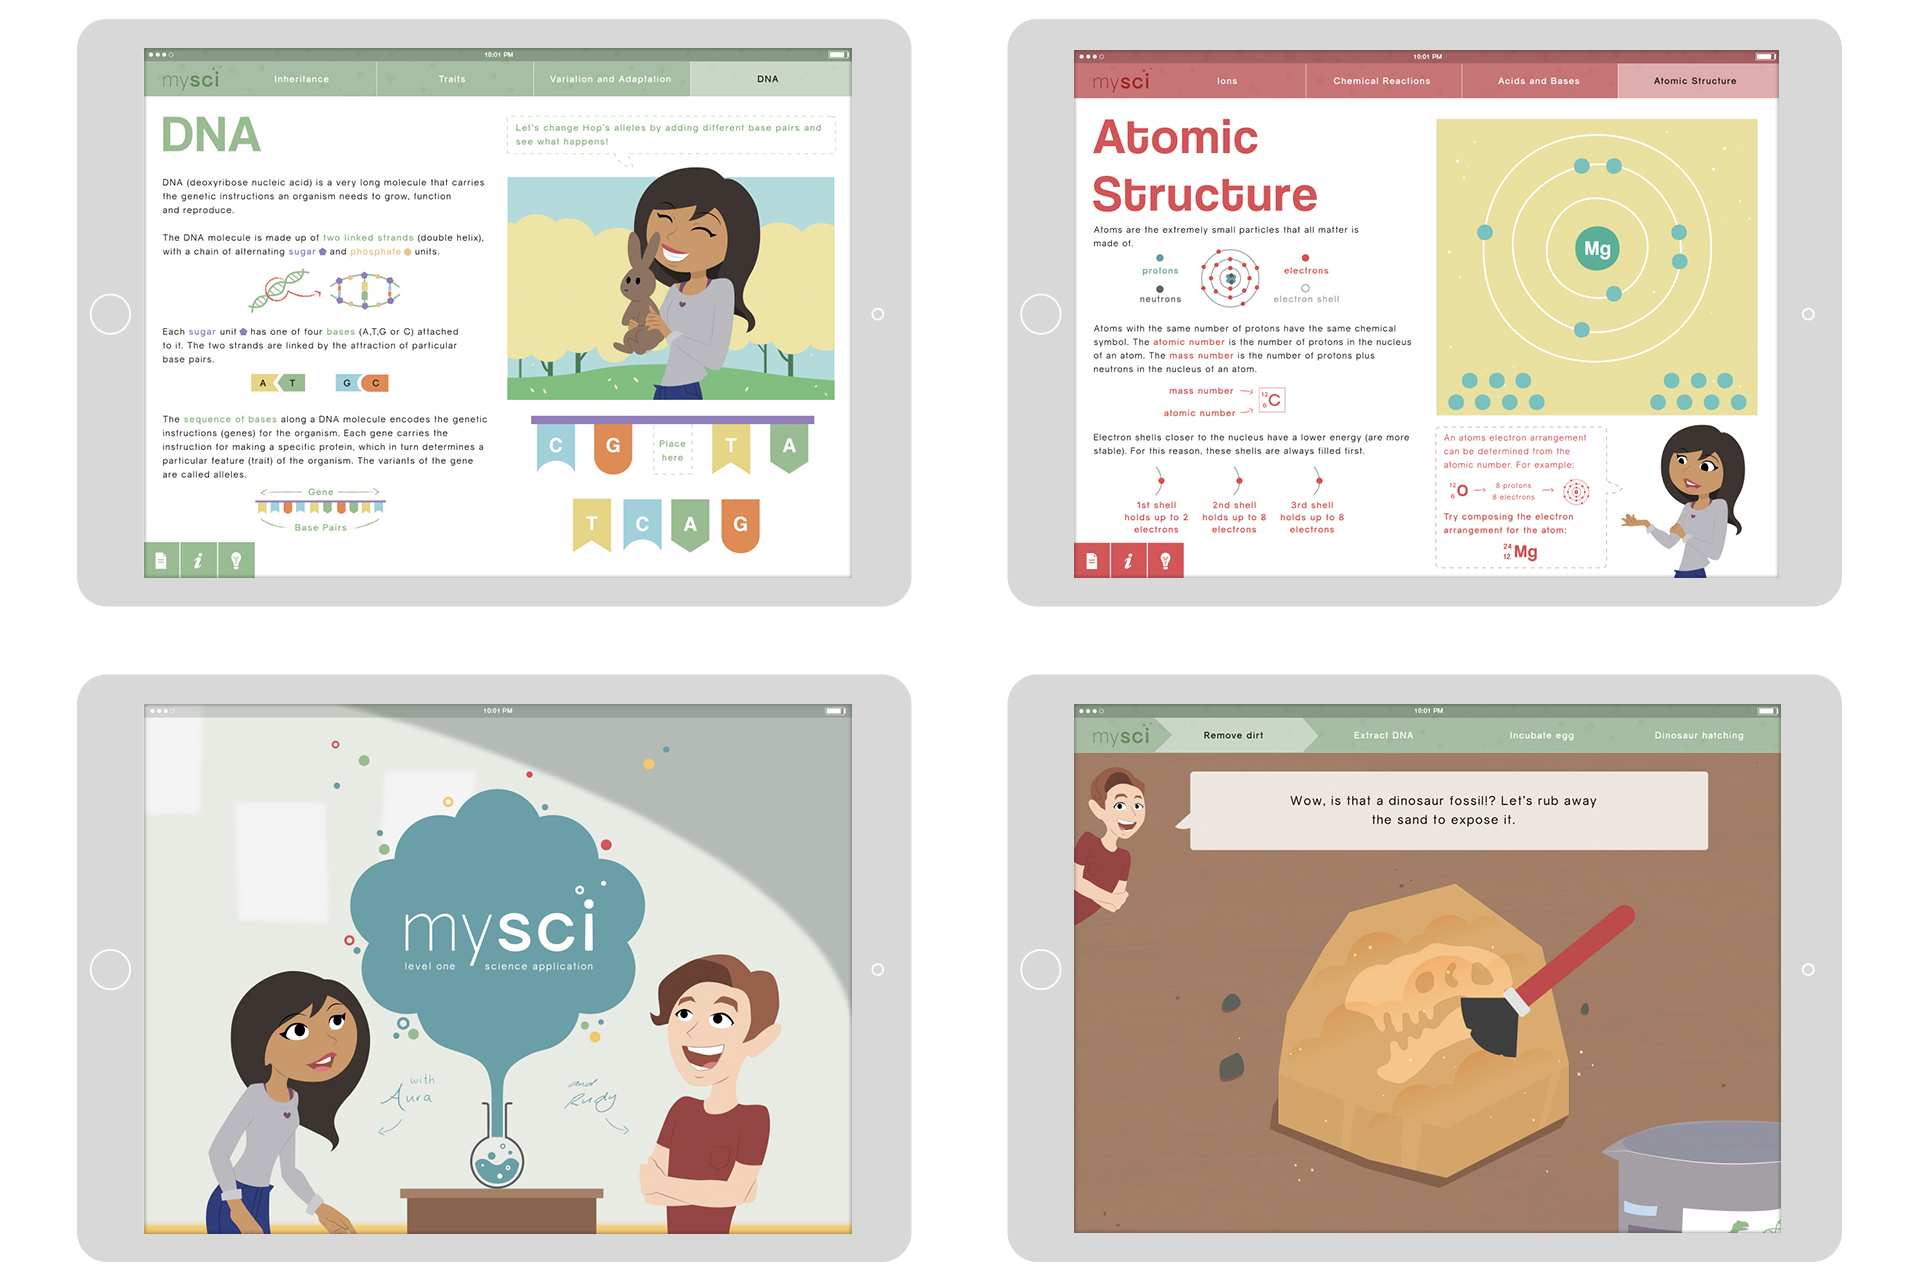 10:01 PM
mysci
Inheritance
Traits
Variation and Adaptation
DNA
DNA
DNA (deoxyribose nucleic acid) is a very long molecule that carries
the genetic instructions an organism needs to grow, function
and reproduce.
The DNA molecule is made up of two linked strands (double helix),
with a chain of alternating sugar and phosphate units.
Each sugar unit has one of four bases (A,T,G or C) attached
to it. The two strands are linked by the attraction of particular
base pairs.
A T G C
The sequence of bases along a DNA molecule encodes the genetic
instructions (genes) for the organism. Each gene carries the
instruction for making a specific protein, which in turn determines a
particular feature (trait) of the organism. The variants of the gene
are called alleles.
Gene
Base Pairs
i
Let's change Hop's alleles by adding different base pairs and
see what happens!
C G Place T A
here
T C A G
10:01 PM
mysci
Ions
Chemical Reactions
Acids and Bases
Atomic Structure
Atomic
Structure
Atoms are the extremely small particles that all matter is
made of.
protons
electrons
neutrons
electron shell
Atoms with the same number of protons have the same chemical
symbol. The atomic number is the number of protons in the nucleus
of an atom. The mass number is the number of protons plus
neutrons in the nucleus of an atom.
mass number
12
C
6
atomic number
Electron shells closer to the nucleus have a lower energy (are more
stable). For this reason, these shells are always filled first.
1st shell
holds up to 2
electrons
2nd shell
holds up to 8
electrons
3rd shell
holds up to 8
electrons
i
Mg
An atoms electron arrangement
can be determined from the
atomic number. For example:
12
O
6
8 protons
8 electrons
Try composing the electron
arrangement for the atom:
24
Mg
12
10:01 PM
mysci
level one science application
with
Aura
and
Rudy
10:01 PM
mysci
Remove dirt
Extract DNA
Incubate egg
Dinosaur hatching
Wow, is that a dinosaur fossil!? Let's rub away
the sand to expose it.